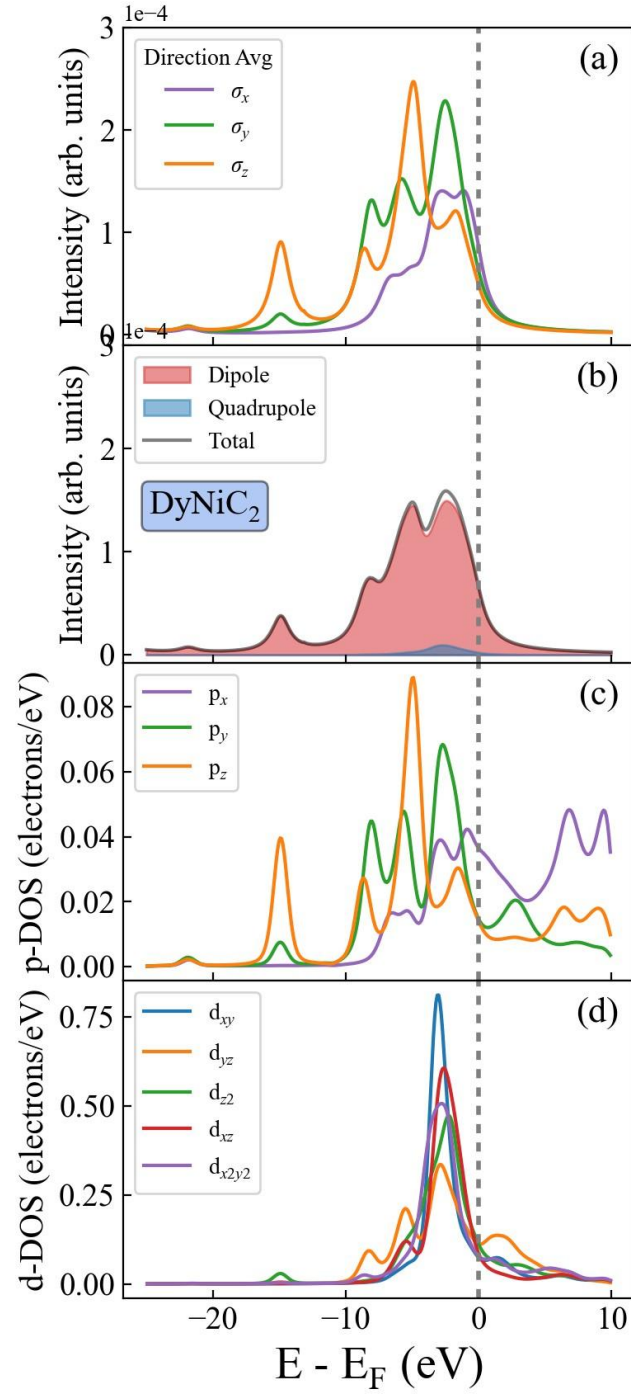 1e−4
3
(a)
Direction Avg
σx
σy
σz
2
1
0
Intensity (arb. units)
1e−4
3
(b)
Dipole
Quadrupole
Total
2
DyNiC2
1
0
Intensity (arb. units)
(c)
px
py
pz
0.08
0.06
0.04
0.02
0.00
p-DOS (electrons/eV)
(d)
dxy
dyz
dz2
dxz
dx2y2
0.75
0.50
0.25
0.00
d-DOS (electrons/eV)
−20 −10 0 10
E - EF (eV)